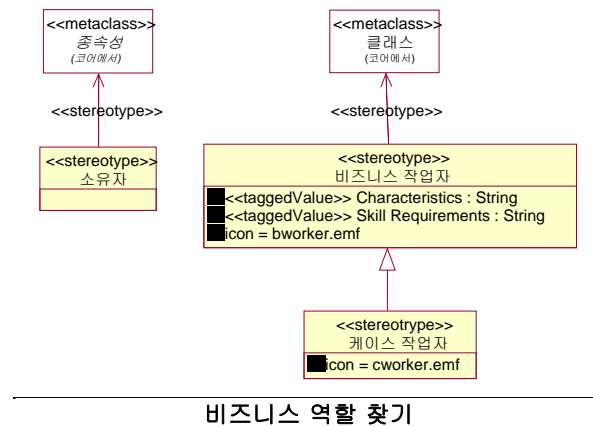 <<metaclass>>
종속성
(코어에서)
<<metaclass>>
클래스
(코어에서)
<<stereotype>>
<<stereotype>>
<<stereotype>>
소유자
<<stereotype>>
비즈니스 작업자
<<taggedValue>> Characteristics : String
<<taggedValue>> Skill Requirements : String
icon = bworker.emf
<<stereotrype>>
케이스 작업자
icon = cworker.emf
비즈니스 역할 찾기